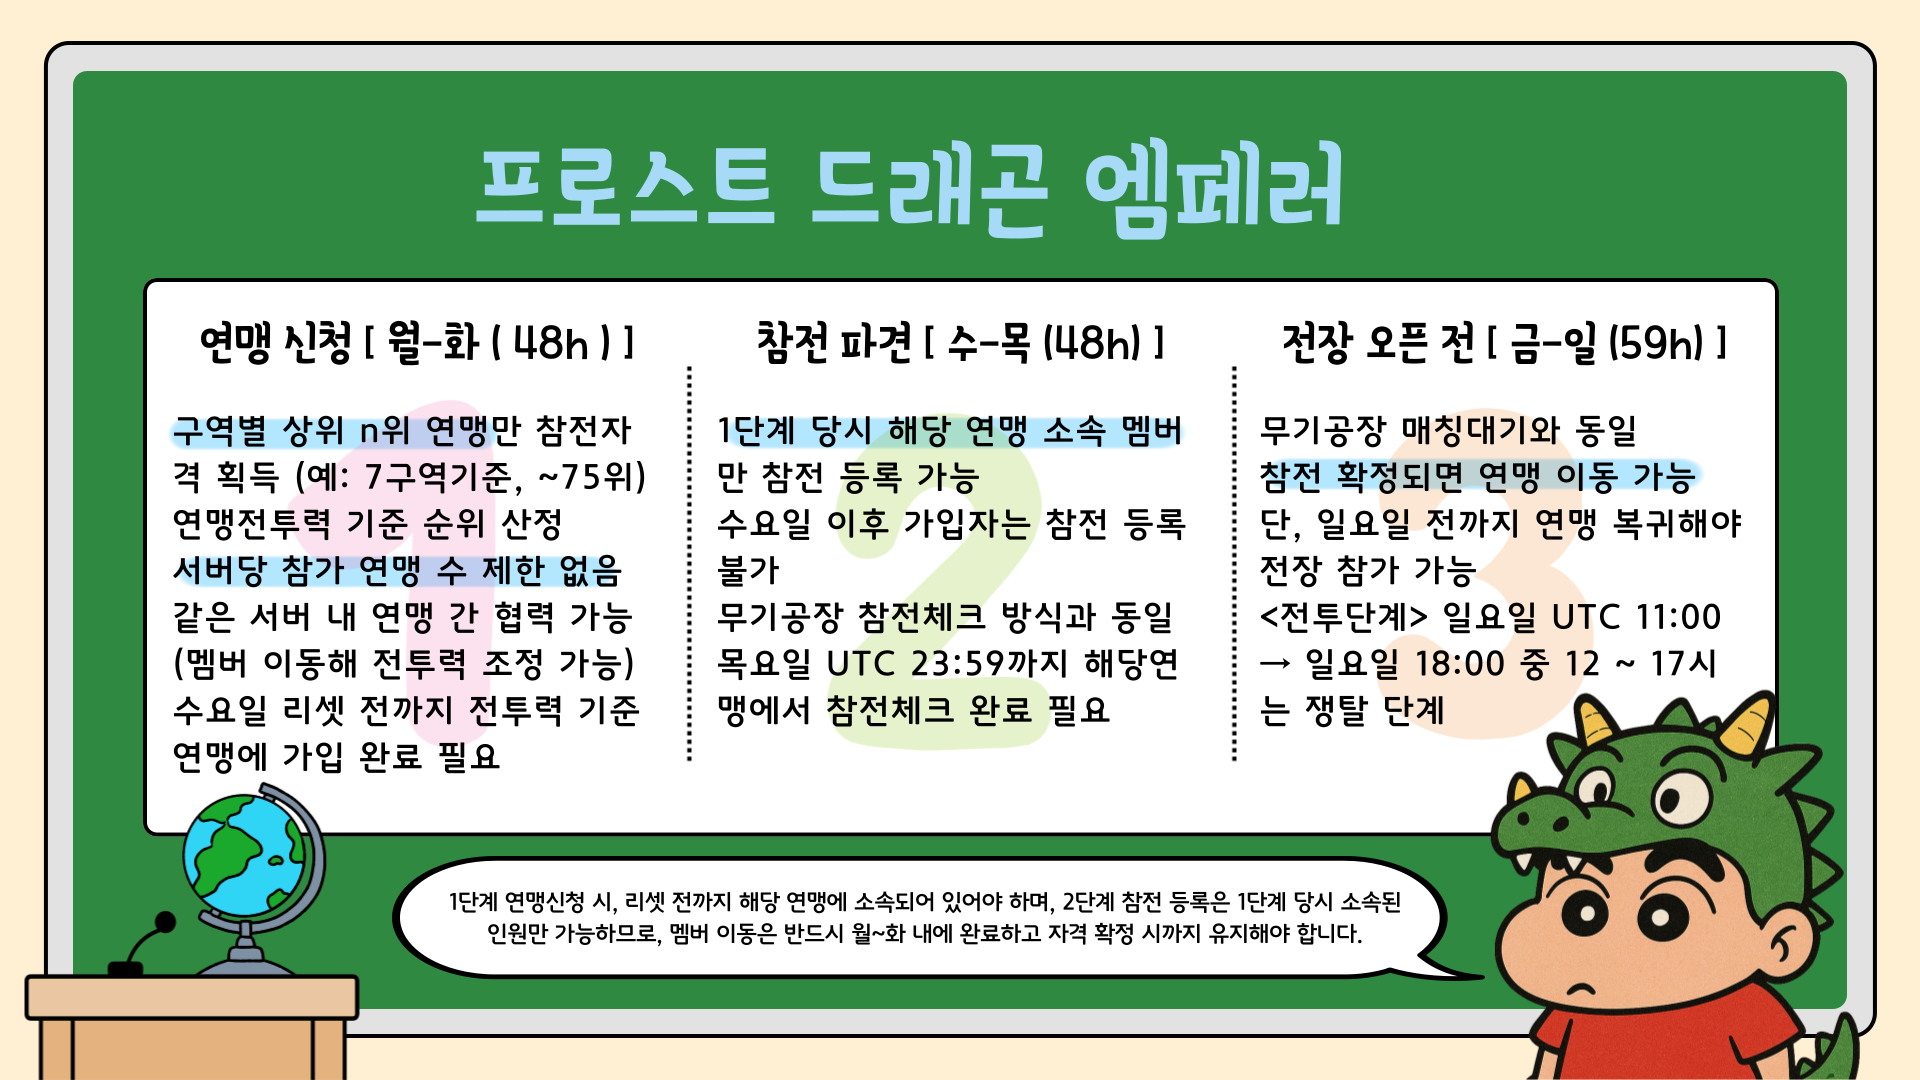 프로스트 드래곤 엠페러
연맹 신청 [ 월-화 ( 48h ) ]
구역별 상위 n위 연맹만 참전자
격 획득 (예: 7구역기준, ~75위)
연맹전투력 기준 순위 산정
서버당 참가 연맹 수 제한 없음
같은 서버 내 연맹 간 협력 가능
(멤버 이동해 전투력 조정 가능)
수요일 리셋 전까지 전투력 기준
연맹에 가입 완료 필요
1
참전 파견 [ 수-목 (48h) ]
1단계 당시 해당 연맹 소속 멤버
만 참전 등록 가능
수요일 이후 가입자는 참전 등록
불가
무기공장 참전체크 방식과 동일
목요일 UTC 23:59까지 해당연
맹에서 참전체크 완료 필요
2
전장 오픈 전 [ 금-일 (59h) ]
무기공장 매칭대기와 동일
참전 확정되면 연맹 이동 가능
단, 일요일 전까지 연맹 복귀해야
전장 참가 가능
<전투단계> 일요일 UTC 11:00
→ 일요일 18:00 중 12 ~ 17시
는 쟁탈 단계
3
1단계 연맹신청 시, 리셋 전까지 해당 연맹에 소속되어 있어야 하며, 2단계 참전 등록은 1단계 당시 소속된
인원만 가능하므로, 멤버 이동은 반드시 월~화 내에 완료하고 자격 확정 시까지 유지해야 합니다.